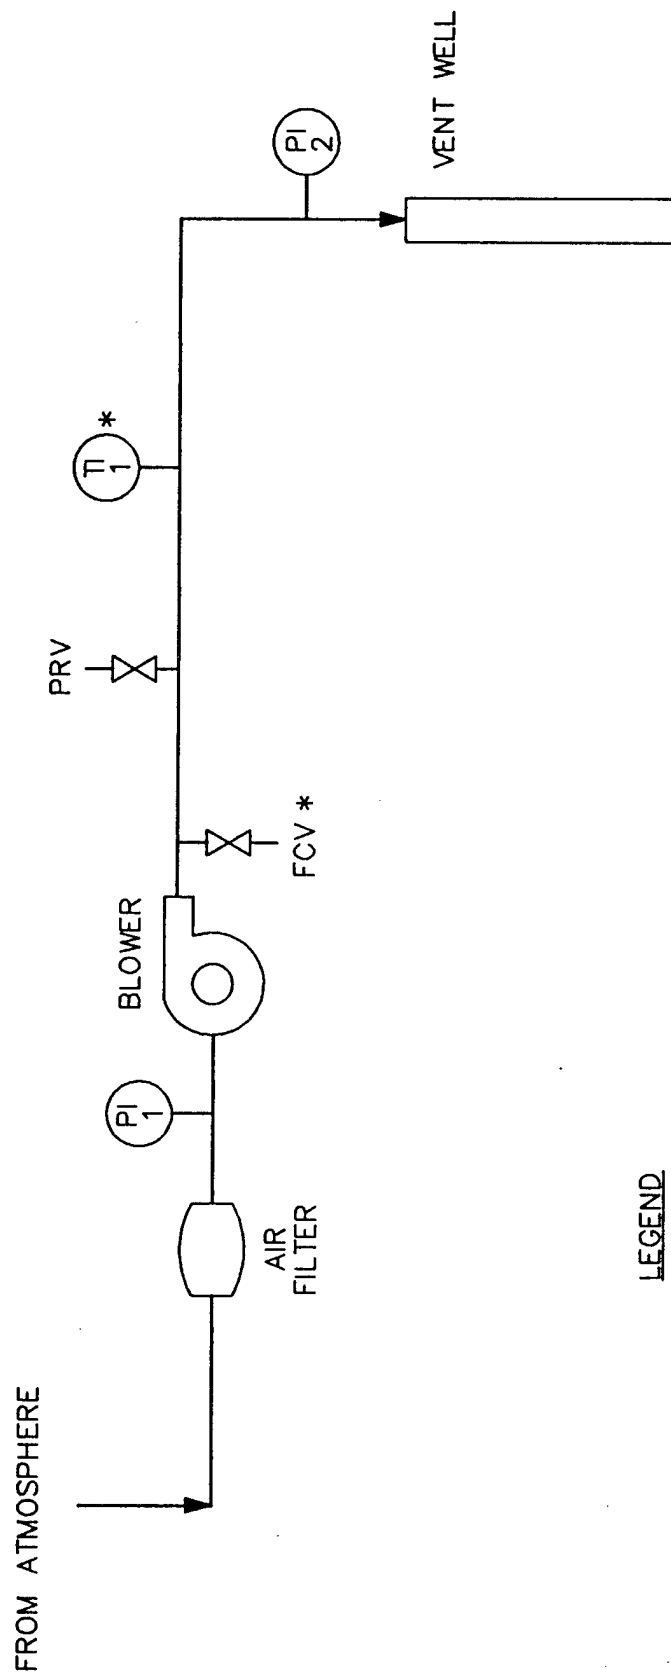 FROM ATMOSPHERE
AIR
FILTER
PI
1
BLOWER
FCV *
PRV
TI
1
*
PI
2
VENT WELL
LEGEND